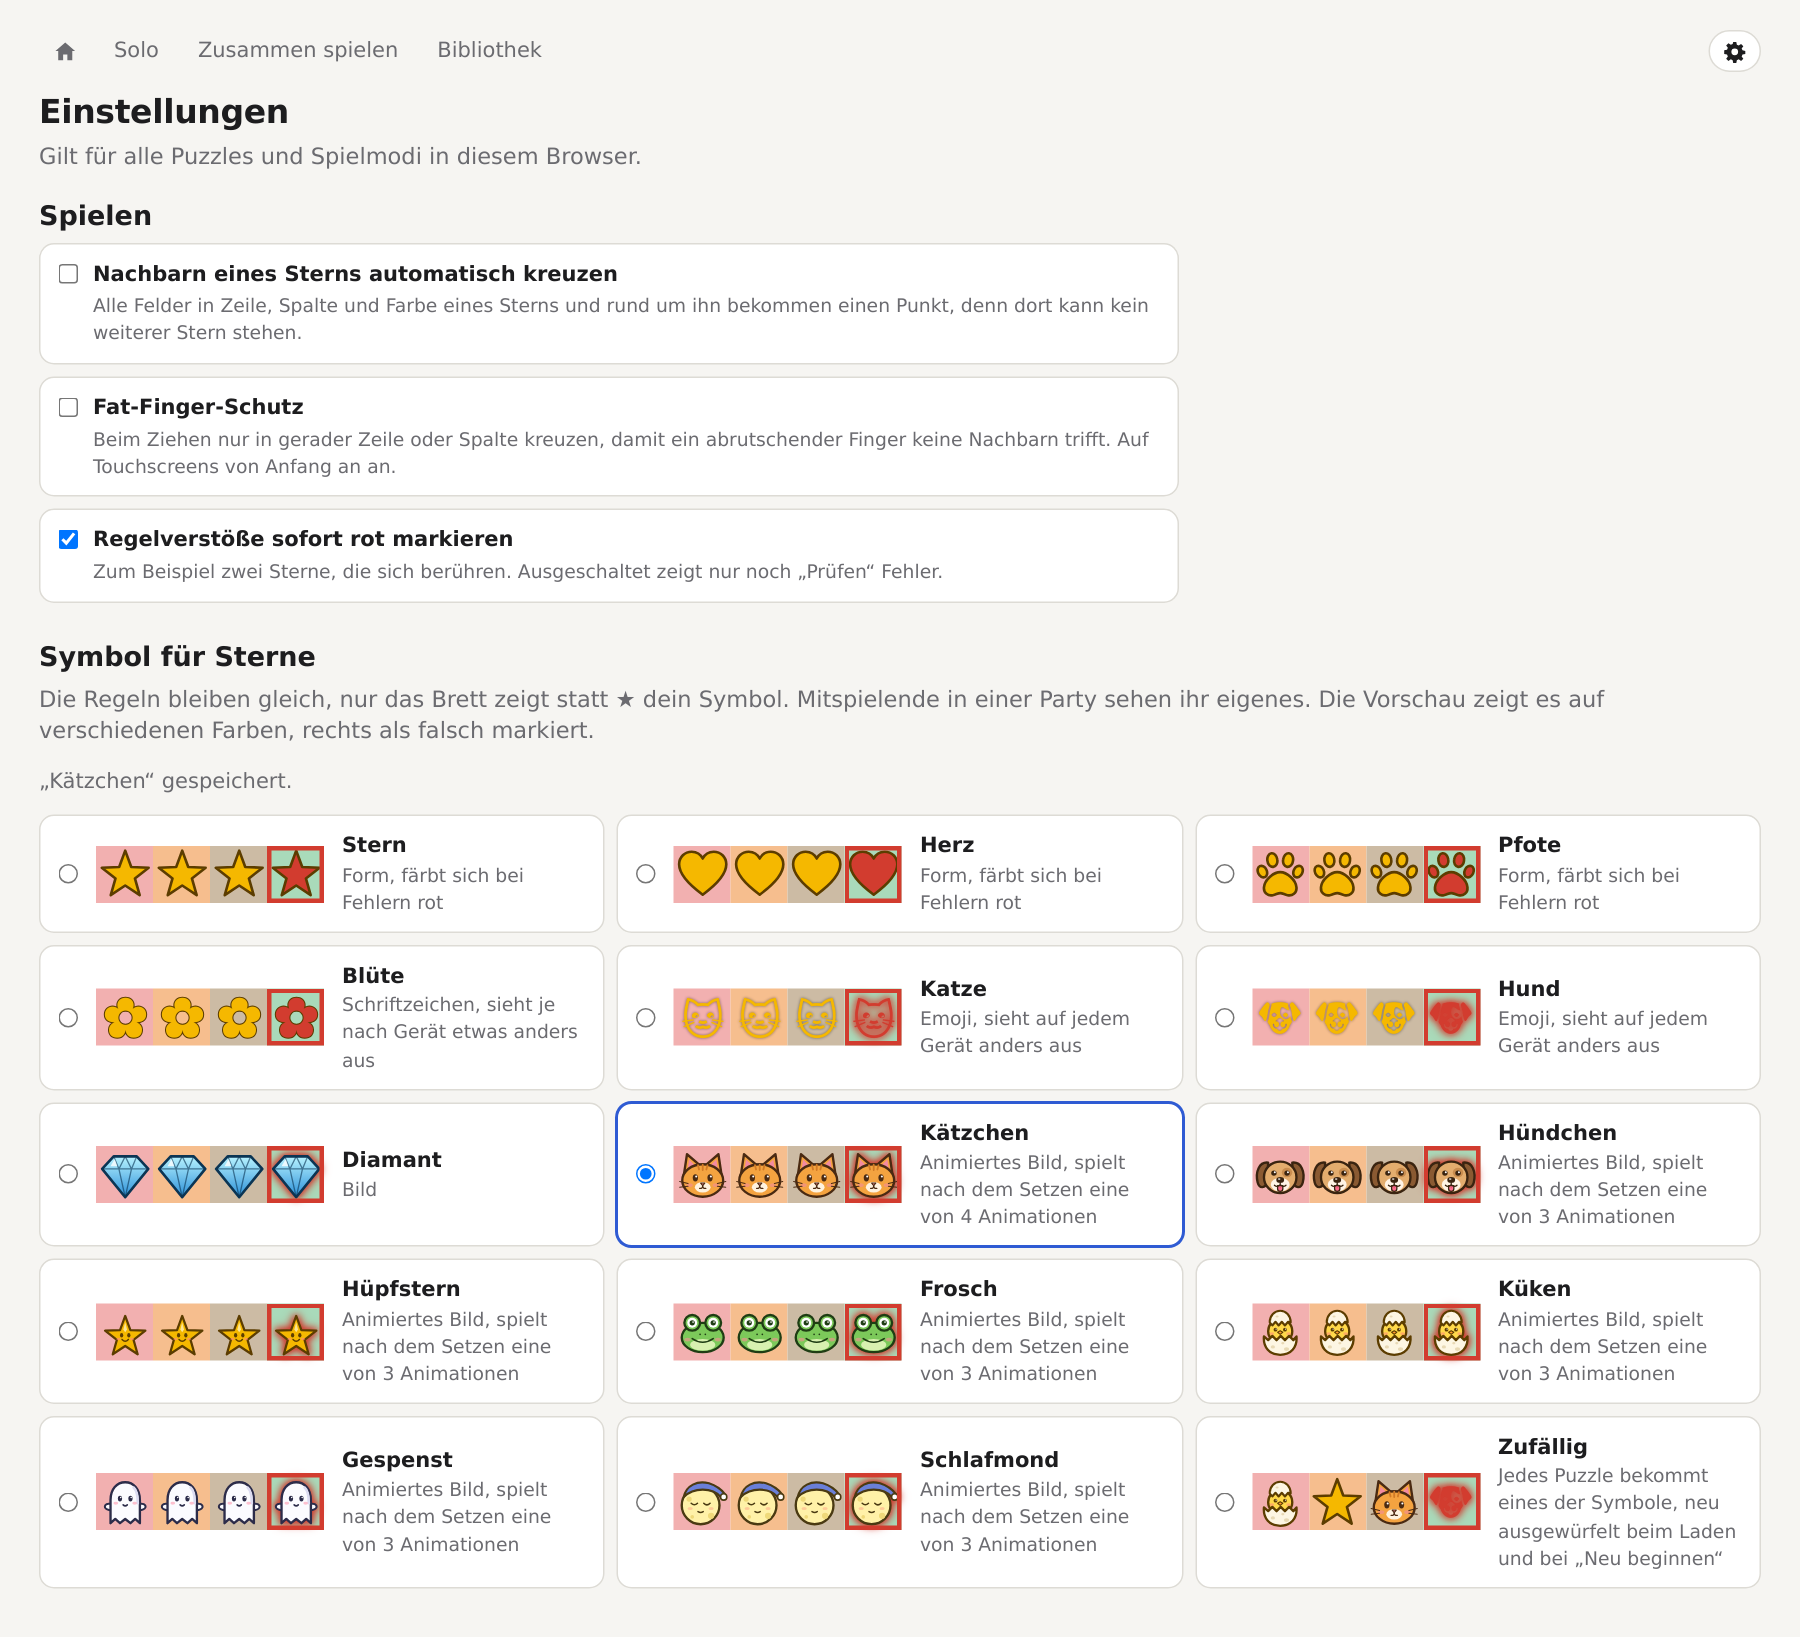 Solo Zusammen spielen Bibliothek
Einstellungen
Gilt für alle Puzzles und Spielmodi in diesem Browser.
Spielen
Nachbarn eines Sterns automatisch kreuzen
Alle Felder in Zeile, Spalte und Farbe eines Sterns und rund um ihn bekommen einen Punkt, denn dort kann kein
weiterer Stern stehen.
Fat-Finger-Schutz
Beim Ziehen nur in gerader Zeile oder Spalte kreuzen, damit ein abrutschender Finger keine Nachbarn trifft. Auf
Touchscreens von Anfang an an.
Regelverstöße sofort rot markieren
Zum Beispiel zwei Sterne, die sich berühren. Ausgeschaltet zeigt nur noch „Prüfen“ Fehler.
Symbol für Sterne
Die Regeln bleiben gleich, nur das Brett zeigt statt ★ dein Symbol. Mitspielende in einer Party sehen ihr eigenes. Die Vorschau zeigt es auf
verschiedenen Farben, rechts als falsch markiert.
„Kätzchen“ gespeichert.
Stern
Form, färbt sich bei
Fehlern rot
Herz
Form, färbt sich bei
Fehlern rot
Pfote
Form, färbt sich bei
Fehlern rot
Blüte
Schriftzeichen, sieht je
nach Gerät etwas anders
aus
Katze
Emoji, sieht auf jedem
Gerät anders aus
Hund
Emoji, sieht auf jedem
Gerät anders aus
Diamant
Bild
Kätzchen
Animiertes Bild, spielt
nach dem Setzen eine
von 4 Animationen
Hündchen
Animiertes Bild, spielt
nach dem Setzen eine
von 3 Animationen
Hüpfstern
Animiertes Bild, spielt
nach dem Setzen eine
von 3 Animationen
Frosch
Animiertes Bild, spielt
nach dem Setzen eine
von 3 Animationen
Küken
Animiertes Bild, spielt
nach dem Setzen eine
von 3 Animationen
Gespenst
Animiertes Bild, spielt
nach dem Setzen eine
von 3 Animationen
Schlafmond
Animiertes Bild, spielt
nach dem Setzen eine
von 3 Animationen
Zufällig
Jedes Puzzle bekommt
eines der Symbole, neu
ausgewürfelt beim Laden
und bei „Neu beginnen“